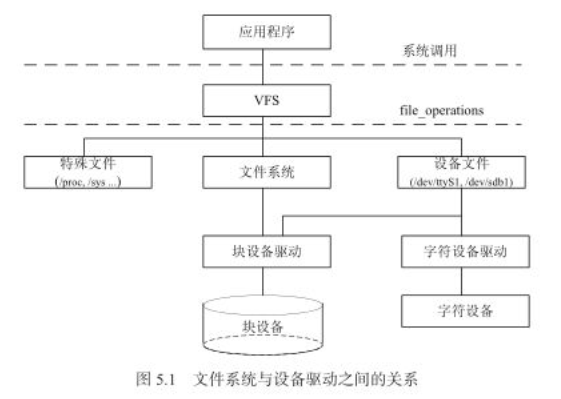 应用程序
系统调用
VFS
file_operations
特殊文件
(/proc, /sys ...)
文件系统
设备文件
(/dev/ttyS1, /dev/sdb1)
块设备驱动
字符设备驱动
块设备
字符设备
图 5.1 文件系统与设备驱动之间的关系